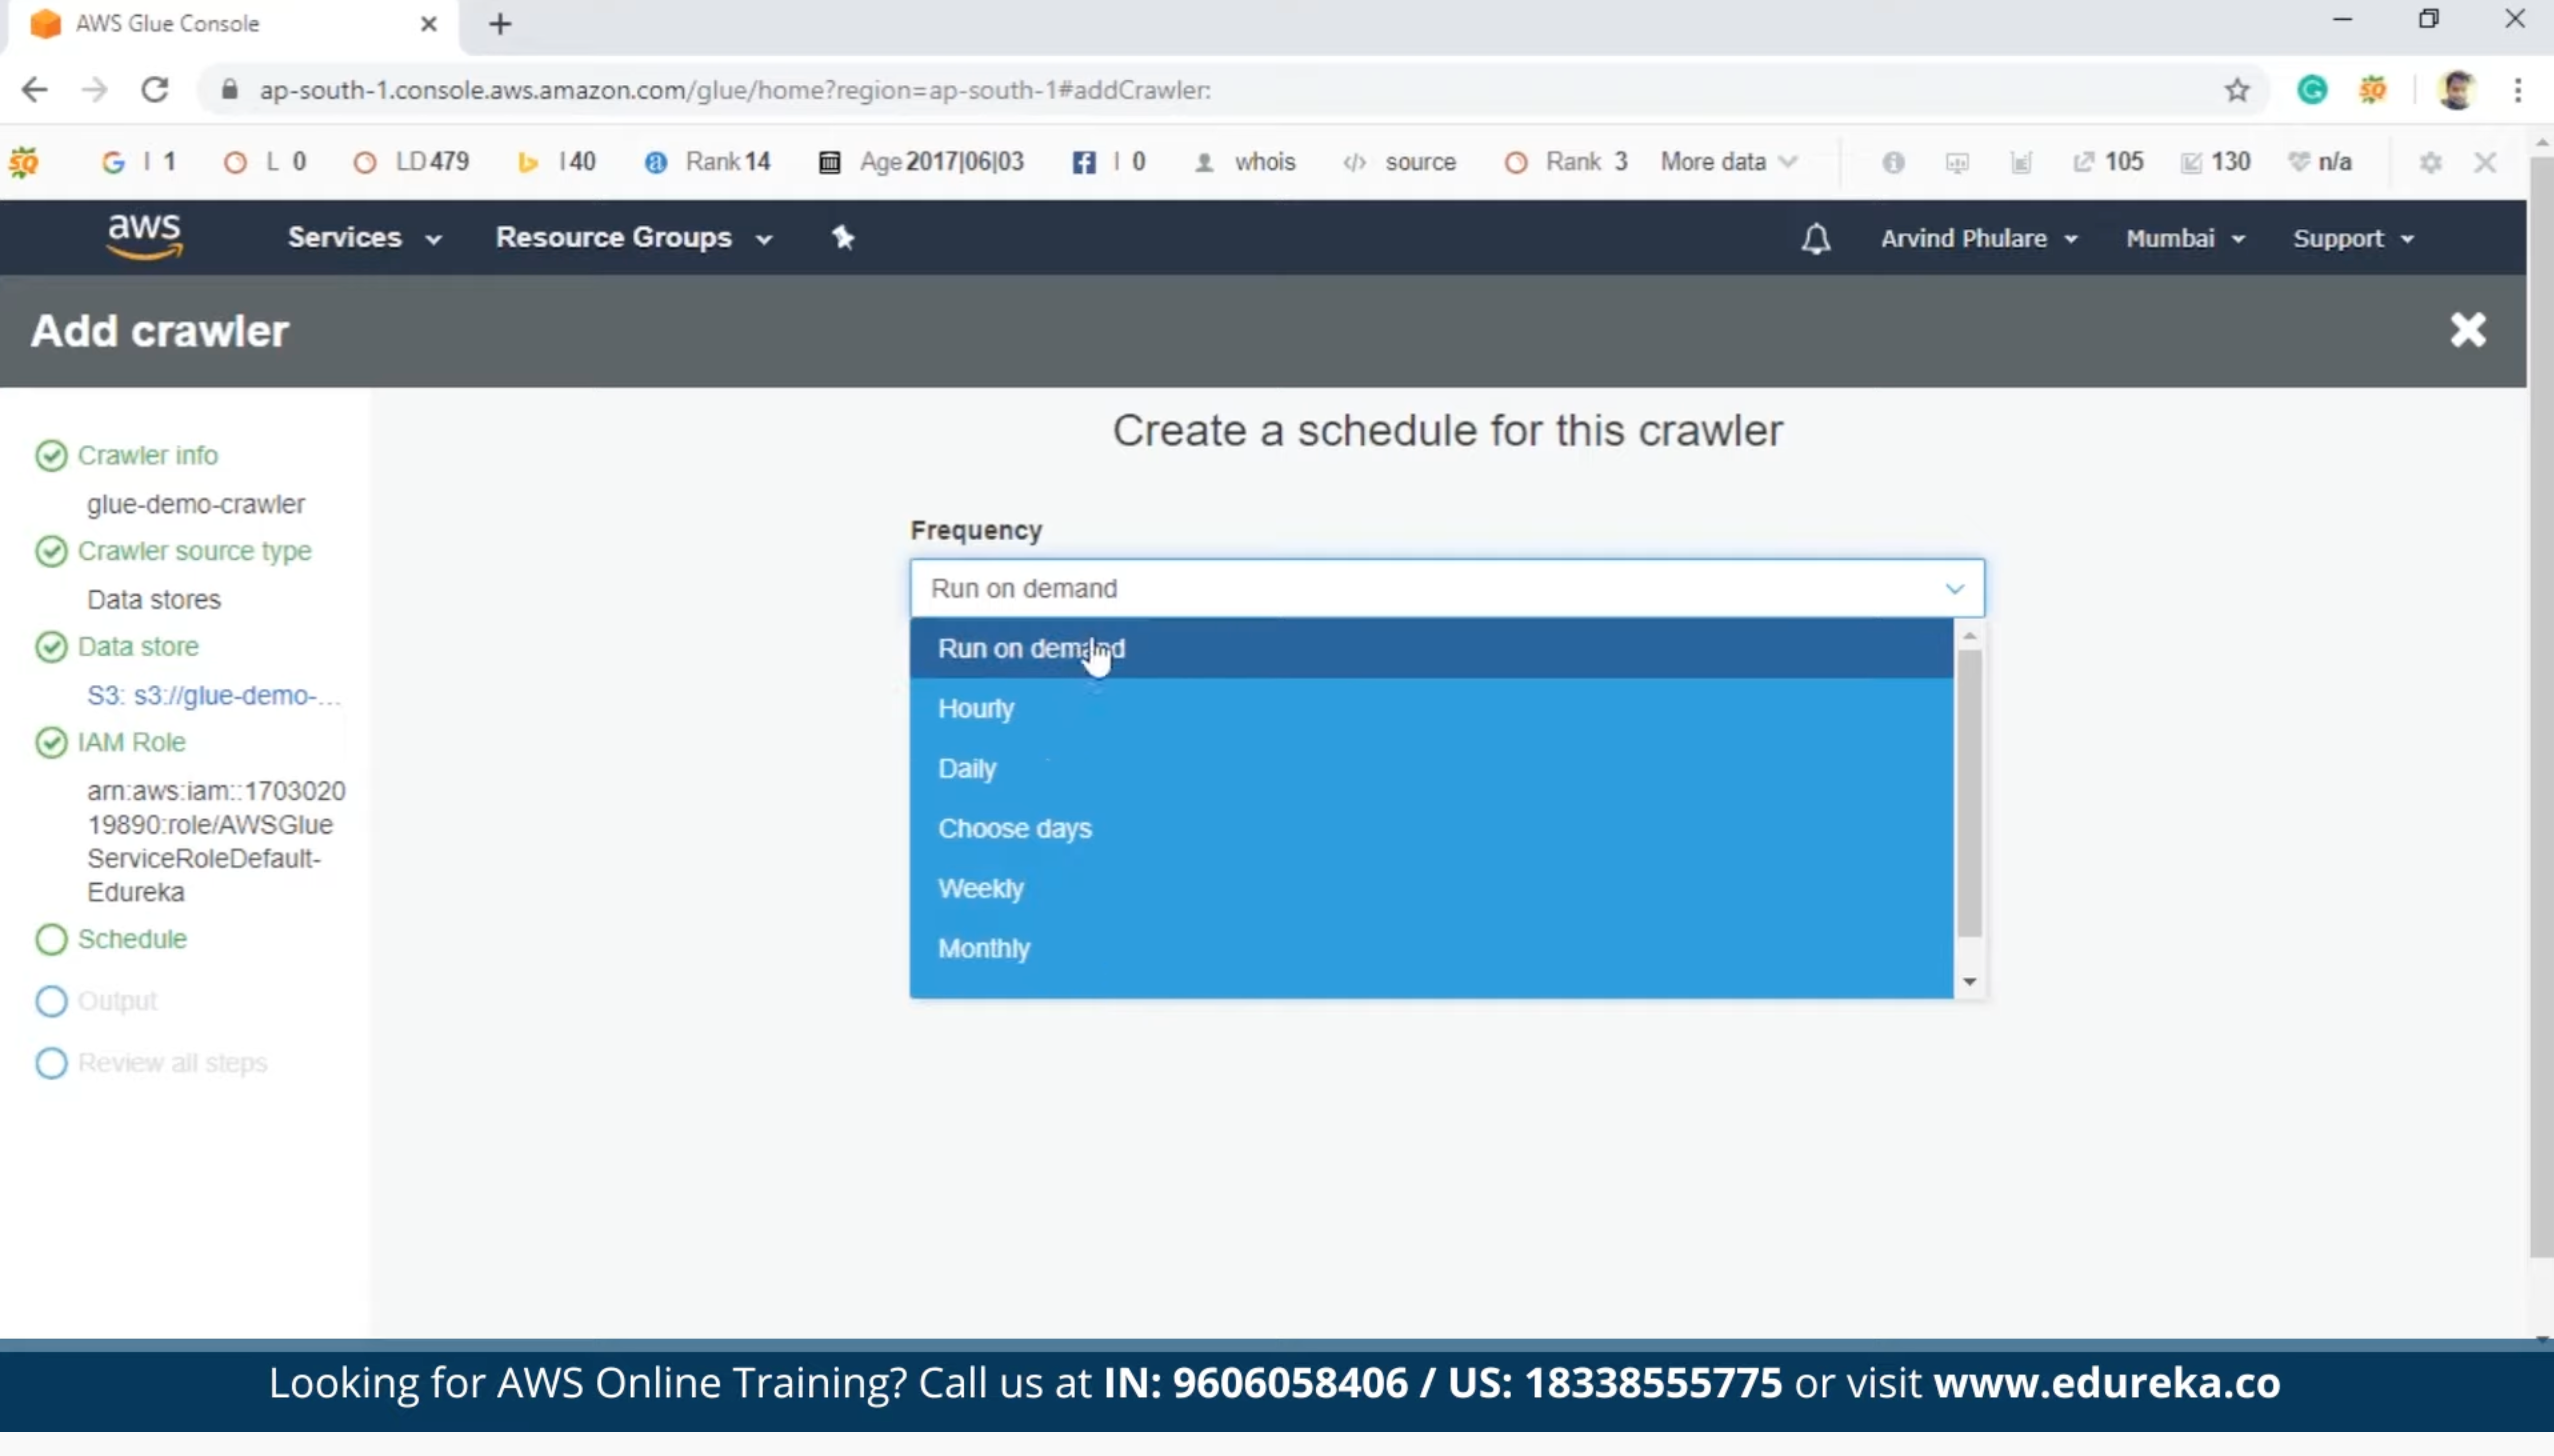 AWS Glue Console
ap-south-1.console.aws.amazon.com/glue/home?region=ap-south-1#addCrawler:
SQ G I 1 L 0 LD 479 I 40 Rank 14 Age 2017|06|03 I 0 whois source Rank 3 More data 105 130 n/a
aws Services Resource Groups Arvind Phulare Mumbai Support
Add crawler
Crawler info
glue-demo-crawler
Crawler source type
Data stores
Data store
S3: s3://glue-demo-...
IAM Role
arn:aws:iam::1703020
19890:role/AWSGlue
ServiceRoleDefault-
Edureka
Schedule
Output
Review all steps
Create a schedule for this crawler
Frequency
Run on demand
Run on demand
Hourly
Daily
Choose days
Weekly
Monthly
Looking for AWS Online Training? Call us at IN: 9606058406 / US: 18338555775 or visit www.edureka.co